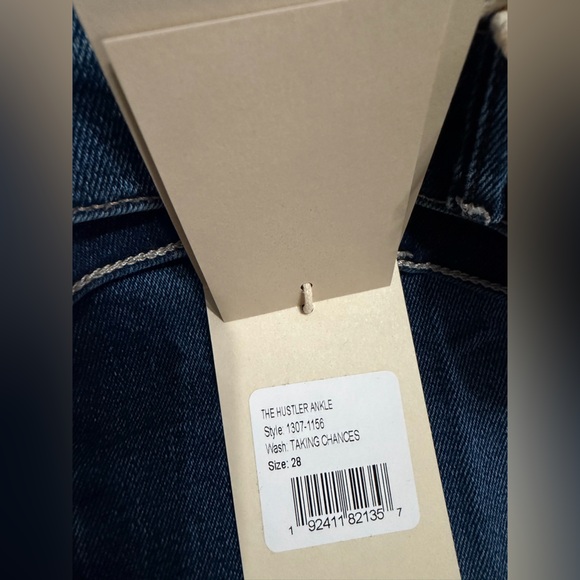 THE HUSTLER ANKLE
Style: 1307-1156
Wash: TAKING CHANCES
Size: 28
1 92411 82135 7